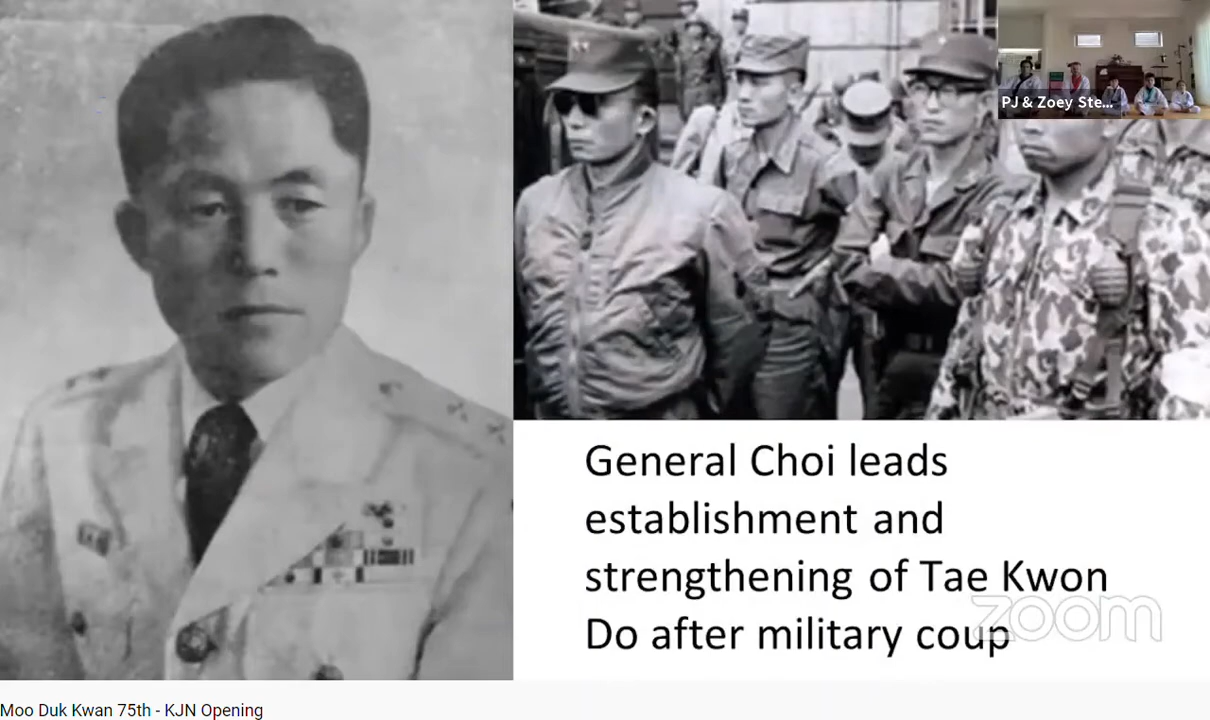 PJ & Zoey Ste...
General Choi leads
establishment and
strengthening of Tae Kwon
Do after military coup
zoom
Moo Duk Kwan 75th - KJN Opening